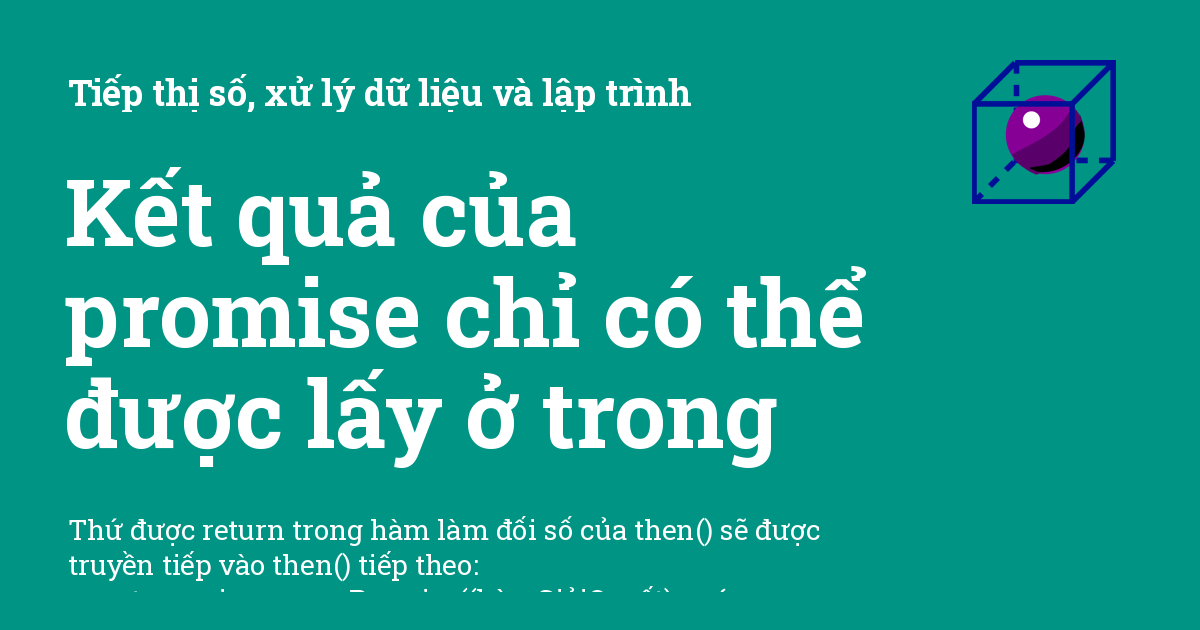 Tiếp thị số, xử lý dữ liệu và lập trình
Kết quả của
promise chỉ có thể
được lấy ở trong
Thứ được return trong hàm làm đối số của then() sẽ được
truyền tiếp vào then() tiếp theo: